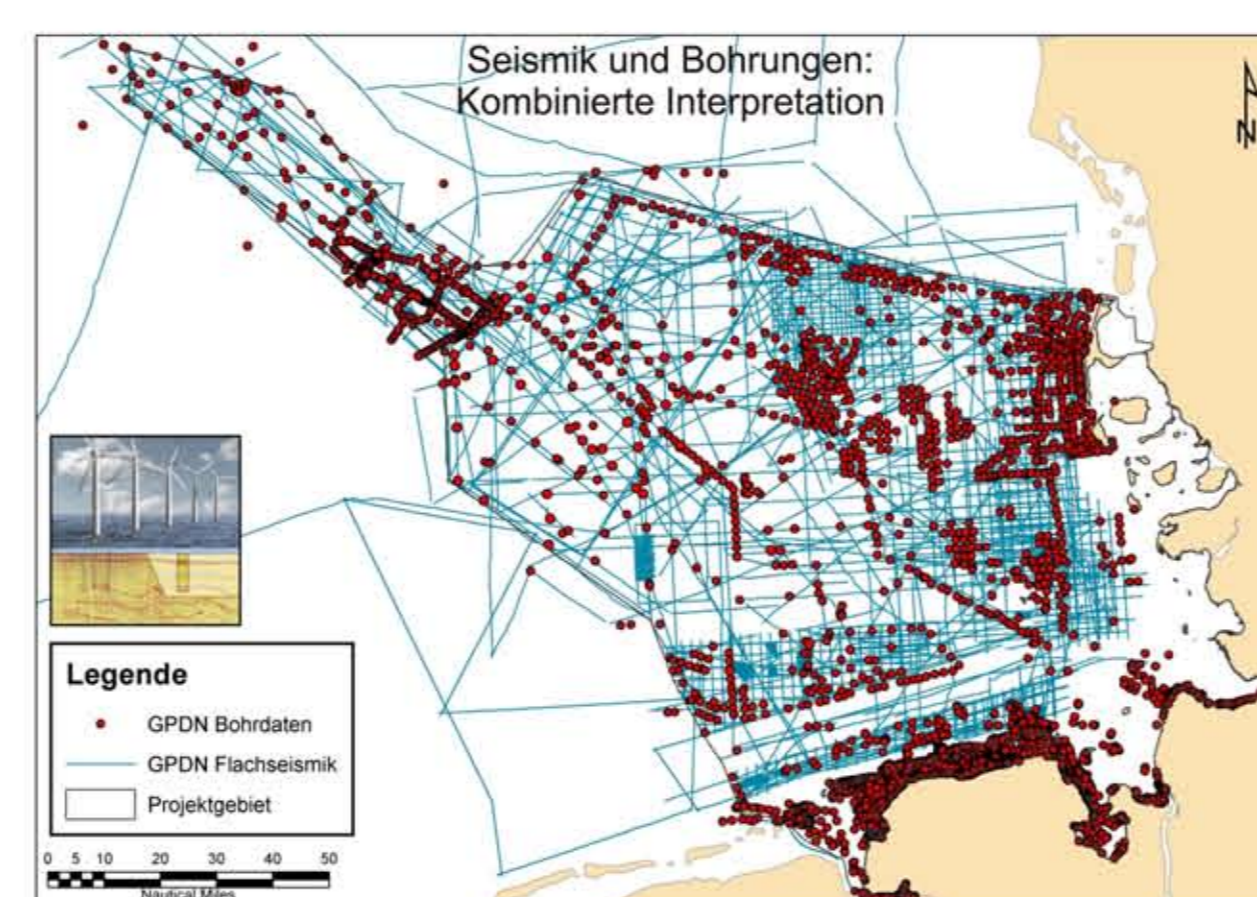 Seismik und Bohrungen:
Kombinierte Interpretation
N
Legende
GPDN Bohrdaten
GPDN Flachseismik
Projektgebiet
0 5 10 20 30 40 50
Nautical Miles